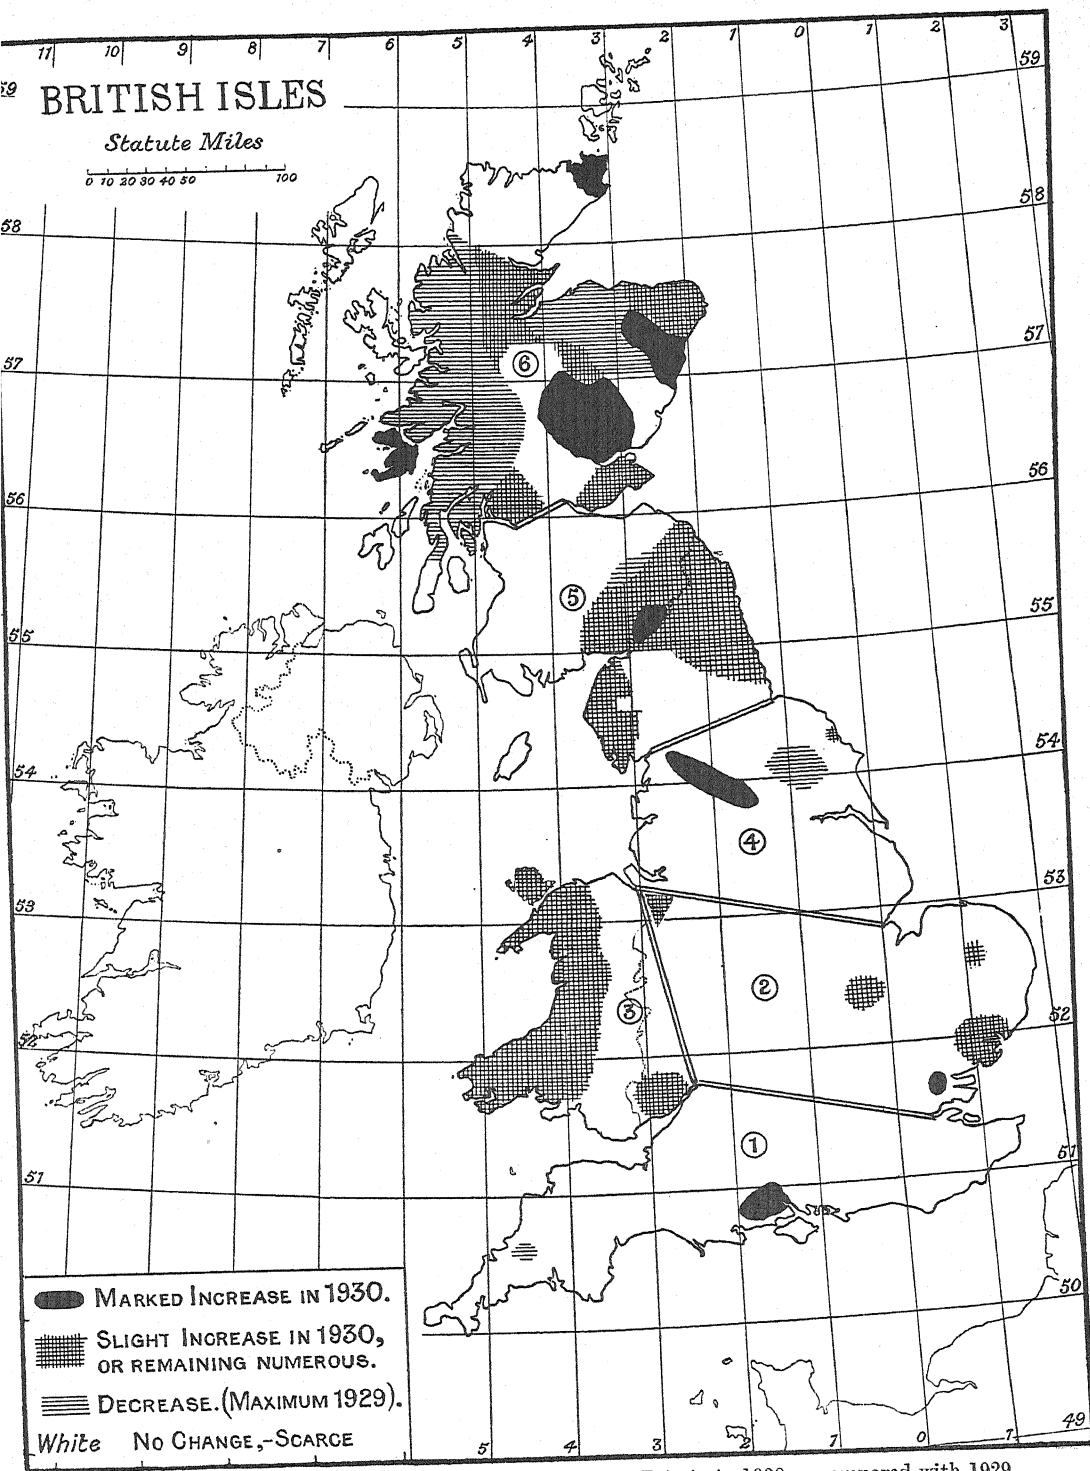 11 10 9 8 7 6 5 4 3 2 1 0 1 2 3
59 59
BRITISH ISLES
Statute Miles
0 10 20 30 40 50 100
58
58
57
57
6
56
56
5
55
55
54
54
4
53
53
2
3
52
52
1
51
51
MARKED INCREASE IN 1930.
50
SLIGHT INCREASE IN 1930,
OR REMAINING NUMEROUS.
DECREASE. (MAXIMUM 1929).
White NO CHANGE,-SCARCE
49
5 4 3 2 1 0 1
compared with 1929